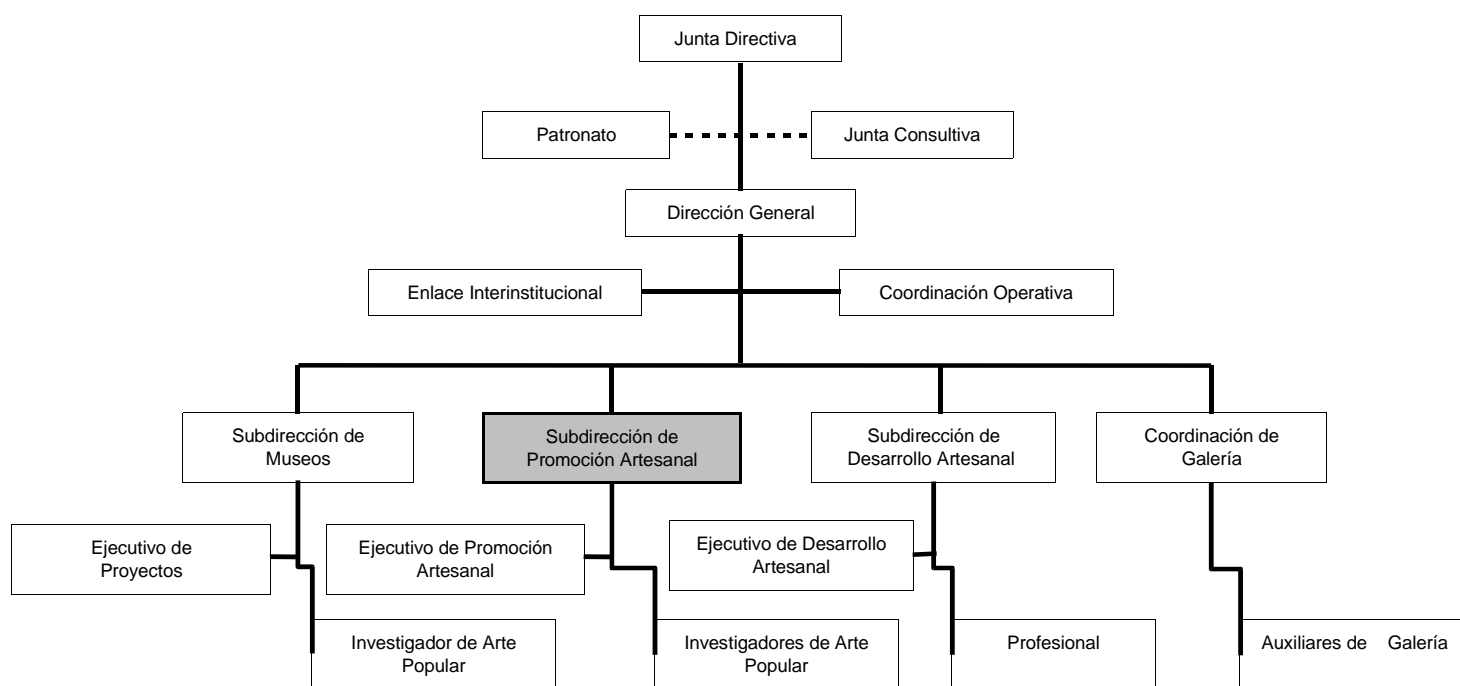 Junta Directiva
Patronato
Junta Consultiva
Dirección General
Enlace Interinstitucional
Coordinación Operativa
Subdirección de
Museos
Subdirección de
Promoción Artesanal
Subdirección de
Desarrollo Artesanal
Coordinación de
Galería
Ejecutivo de
Proyectos
Ejecutivo de Promoción
Artesanal
Ejecutivo de Desarrollo
Artesanal
Investigador de Arte
Popular
Investigadores de Arte
Popular
Profesional
Auxiliares de Galería